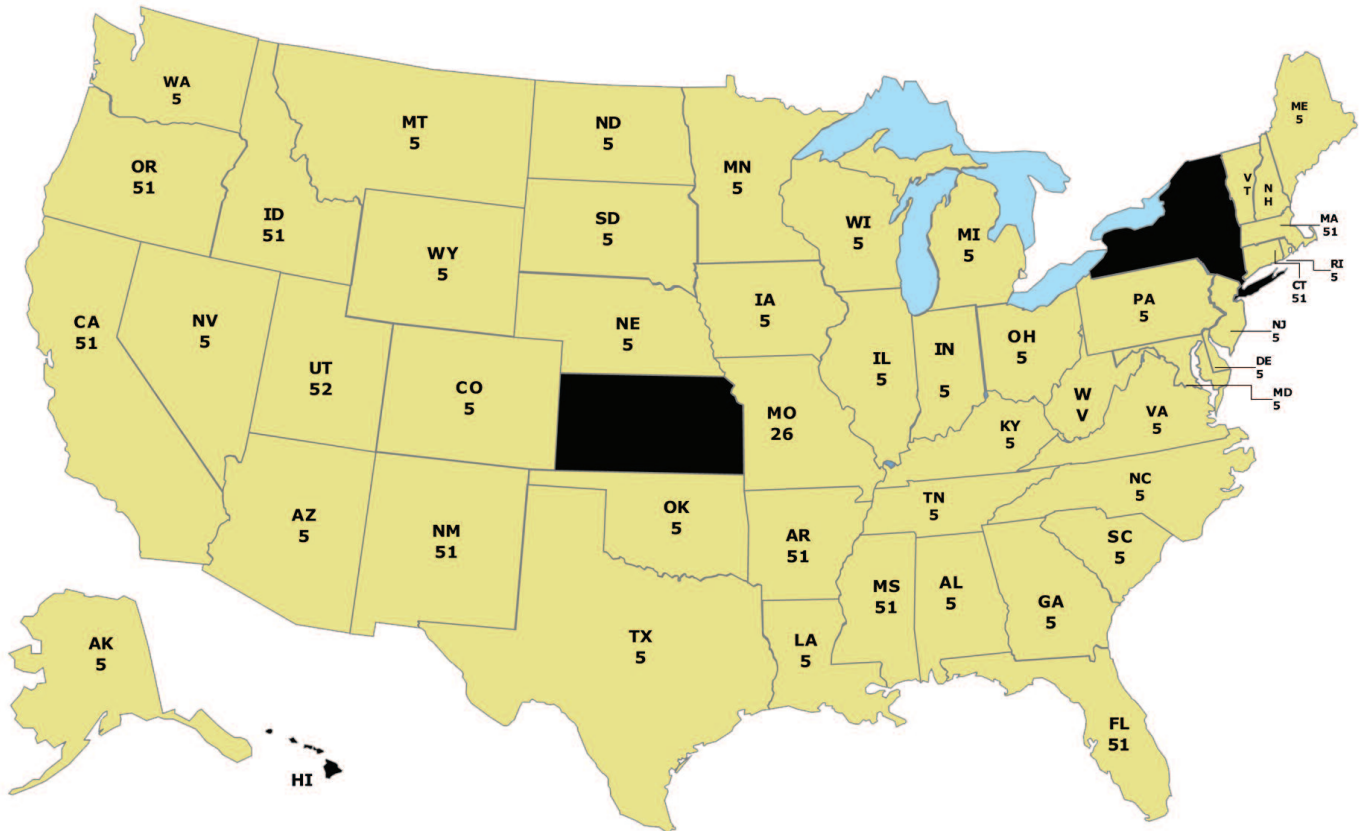 WA
5
MT
5
ND
5
MN
5
ME
5
OR
51
ID
51
WY
5
SD
5
WI
5
MI
5
V
T
N
H
MA
51
RI
5
CT
51
CA
51
NV
5
UT
52
CO
5
NE
5
IA
5
IL
5
IN
5
OH
5
PA
5
NJ
5
DE
5
MD
5
MO
26
KY
5
W
V
VA
5
AZ
5
NM
51
OK
5
AR
51
TN
5
NC
5
SC
5
MS
51
AL
5
GA
5
TX
5
LA
5
FL
51
AK
5
HI